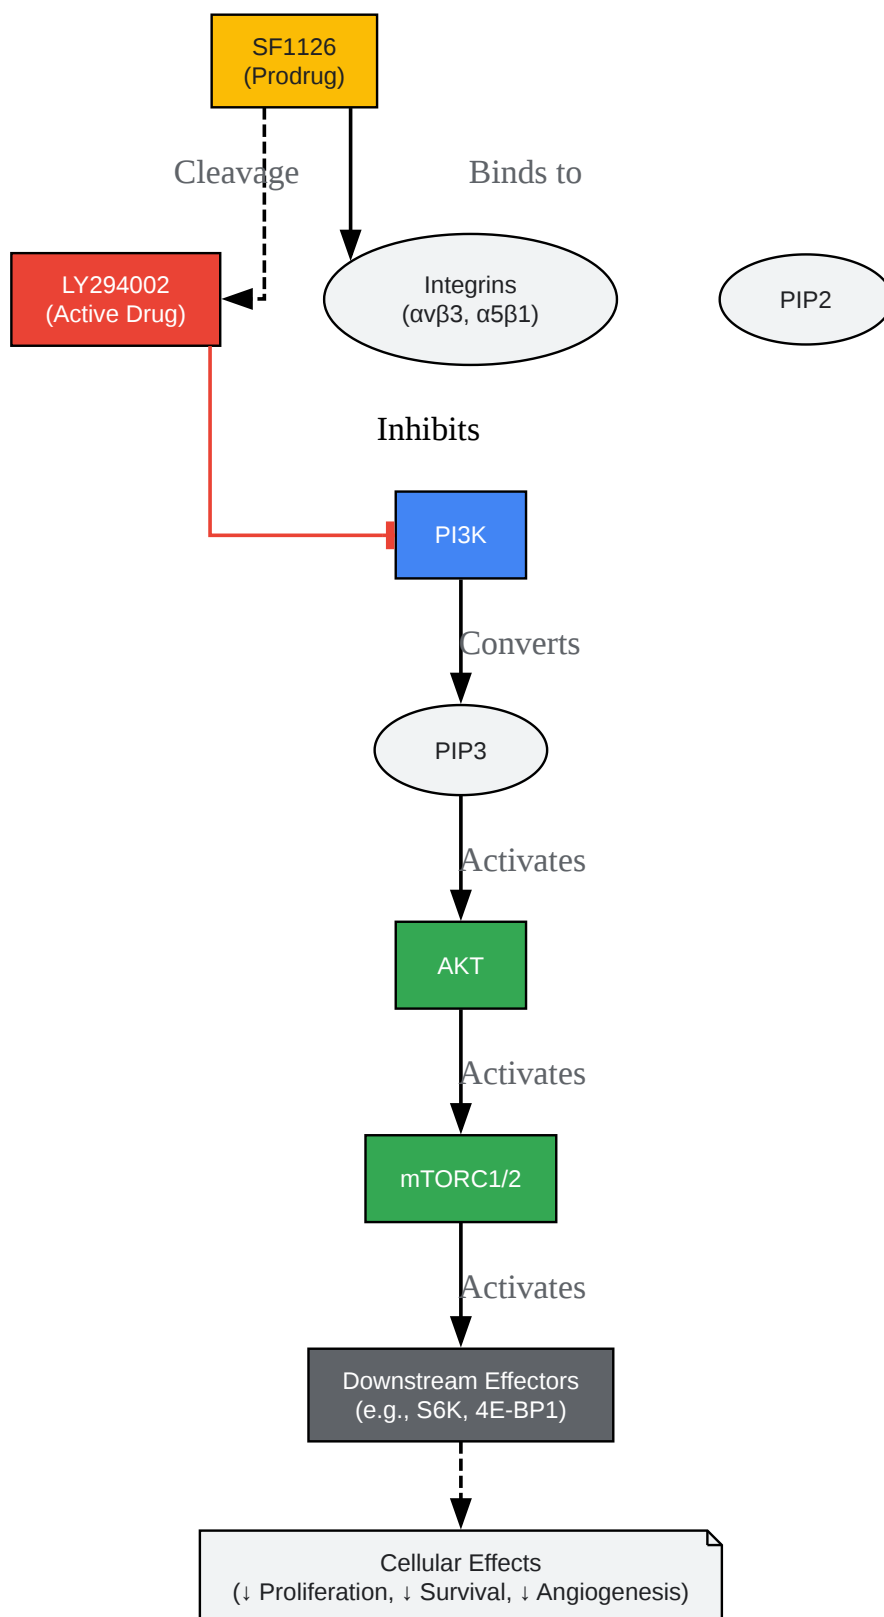 SF1126
(Prodrug)
Cleavage
Binds to
LY294002
(Active Drug)
Integrins
(αvβ3, α5β1)
PIP2
Inhibits
PI3K
Converts
PIP3
Activates
AKT
Activates
mTORC1/2
Activates
Downstream Effectors
(e.g., S6K, 4E-BP1)
Cellular Effects
(↓ Proliferation, ↓ Survival, ↓ Angiogenesis)